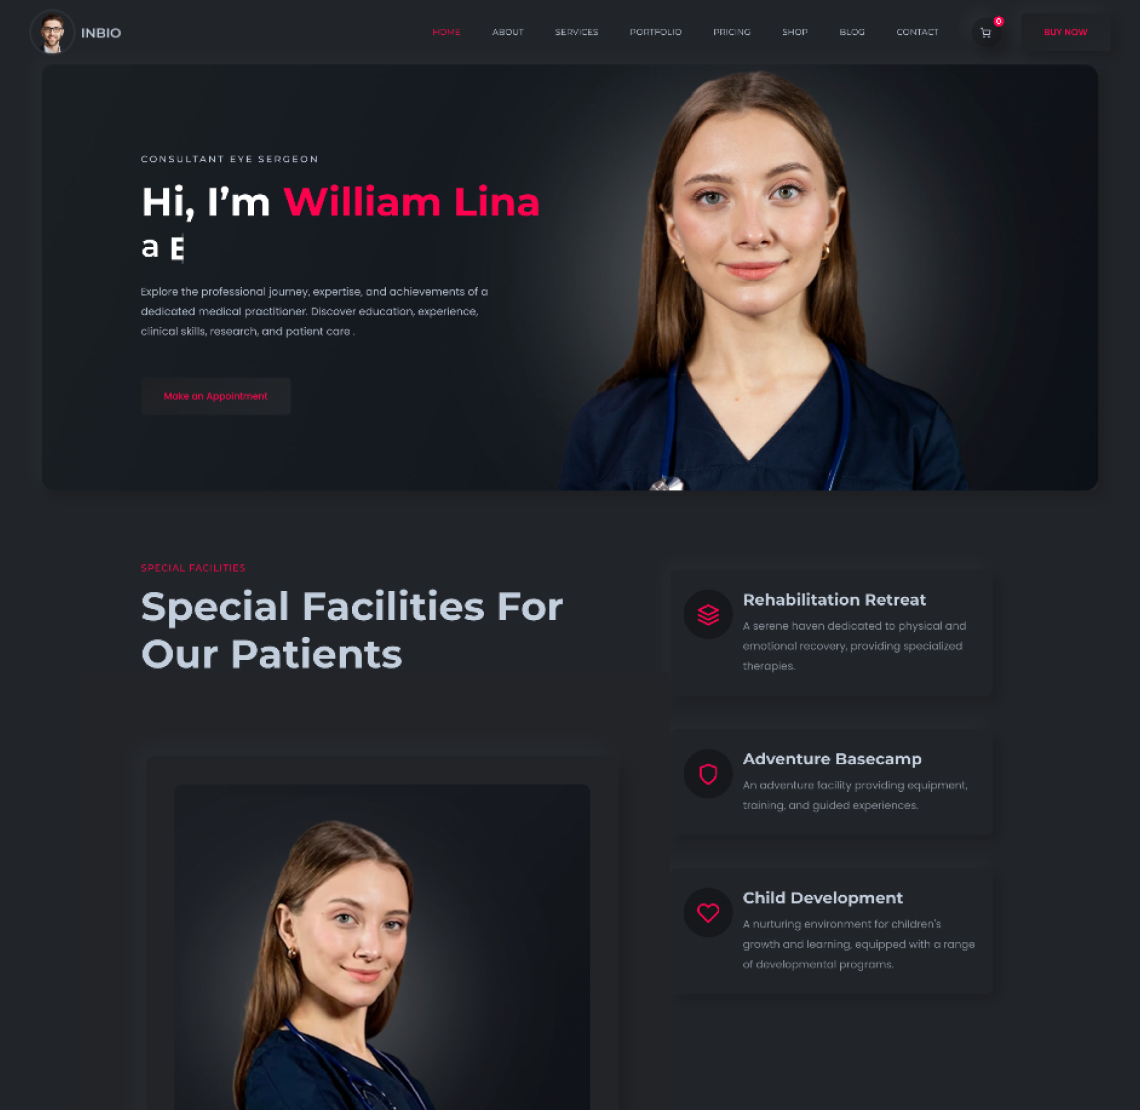 INBIO
HOME ABOUT SERVICES PORTFOLIO PRICING SHOP BLOG CONTACT 0 BUY NOW
CONSULTANT EYE SERGEON
Hi, I’m William Lina
a E
Explore the professional journey, expertise, and achievements of a
dedicated medical practitioner. Discover education, experience,
clinical skills, research, and patient care .
Make an Appointment
SPECIAL FACILITIES
Special Facilities For
Our Patients
Rehabilitation Retreat
A serene haven dedicated to physical and
emotional recovery, providing specialized
therapies.
Adventure Basecamp
An adventure facility providing equipment,
training, and guided experiences.
Child Development
A nurturing environment for children's
growth and learning, equipped with a range
of developmental programs.